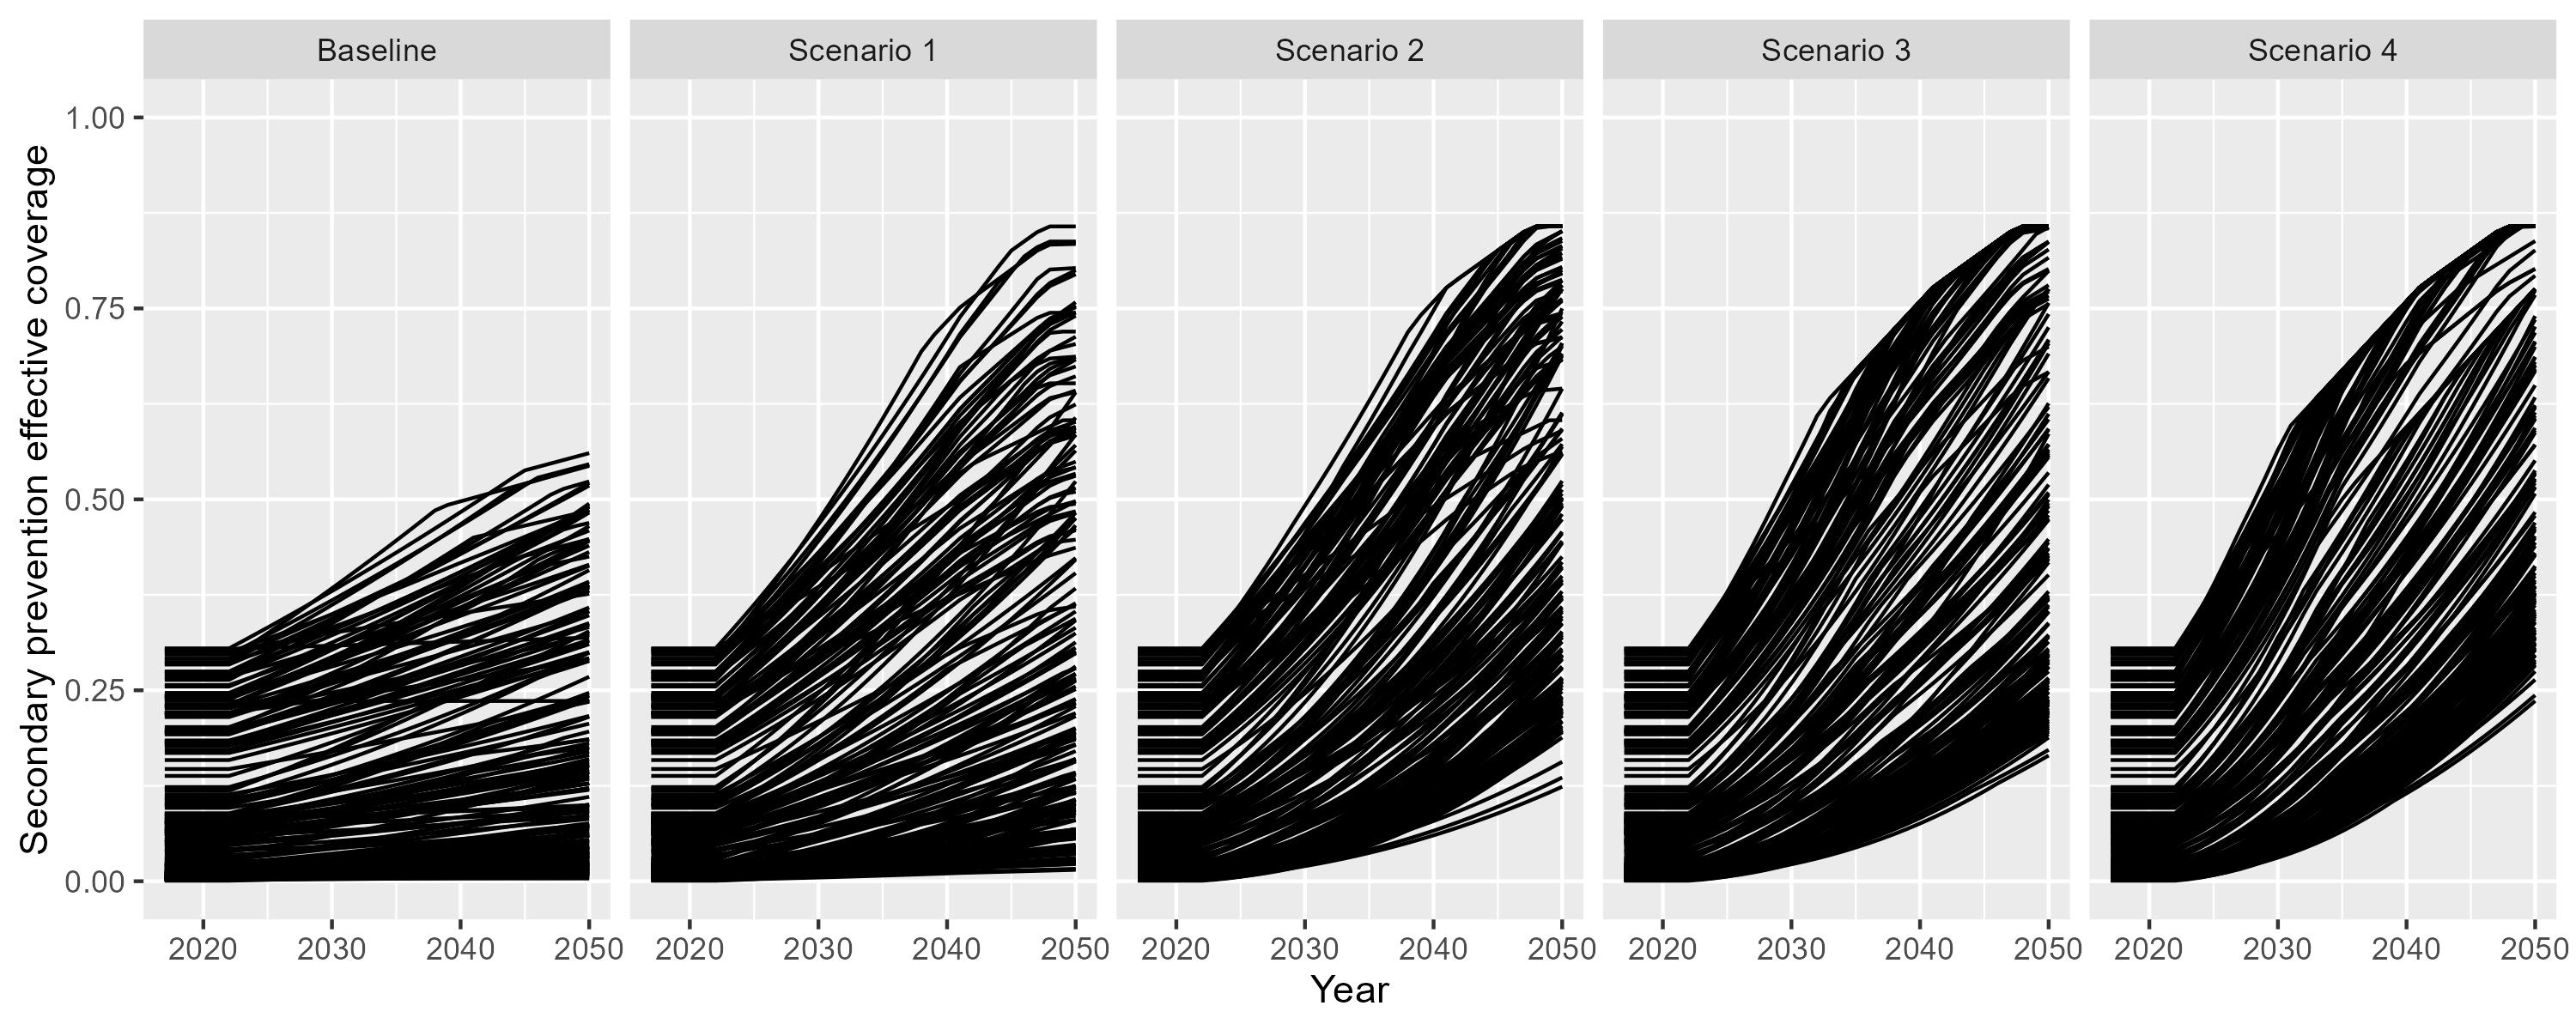 Baseline
Scenario 1
Scenario 2
Scenario 3
Scenario 4
Secondary prevention effective coverage
1.00
0.75
0.50
0.25
0.00
2020 2030 2040 2050
2020 2030 2040 2050
2020 2030 2040 2050
2020 2030 2040 2050
2020 2030 2040 2050
Year